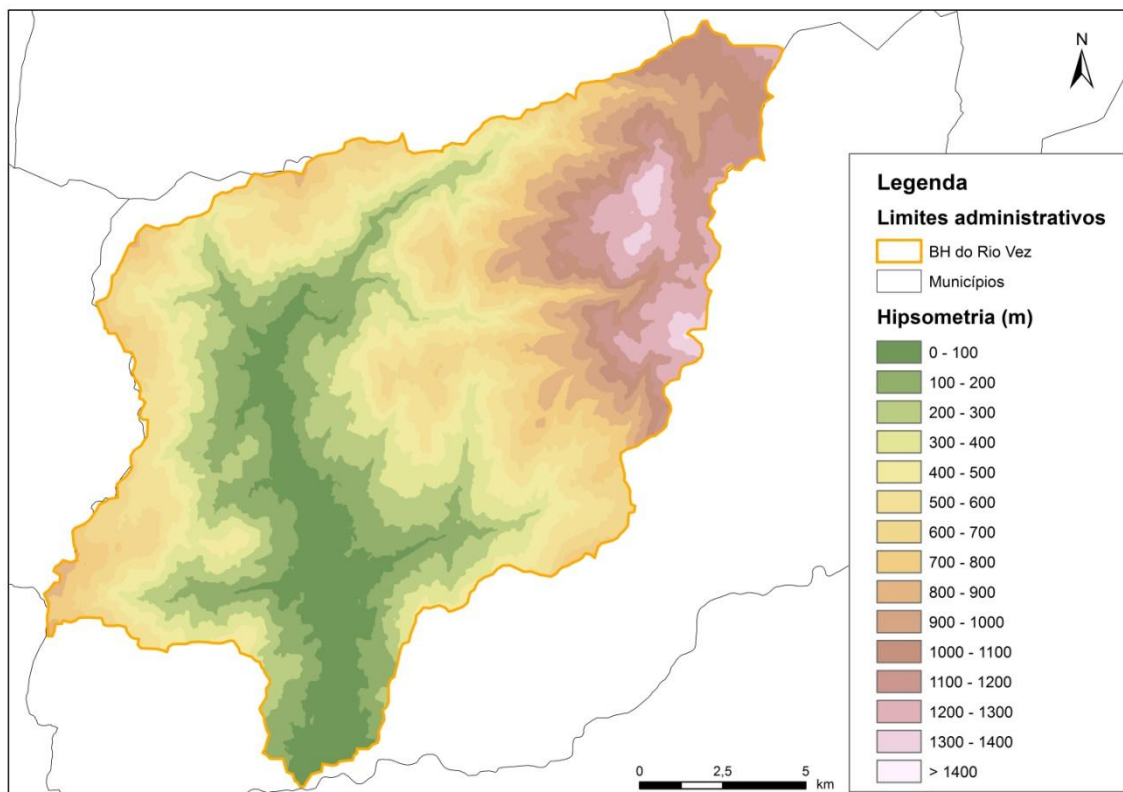 N
Legenda
Limites administrativos
BH do Rio Vez
Municípios
Hipsometria (m)
0 - 100
100 - 200
200 - 300
300 - 400
400 - 500
500 - 600
600 - 700
700 - 800
800 - 900
900 - 1000
1000 - 1100
1100 - 1200
1200 - 1300
1300 - 1400
> 1400
0 2,5 5
km